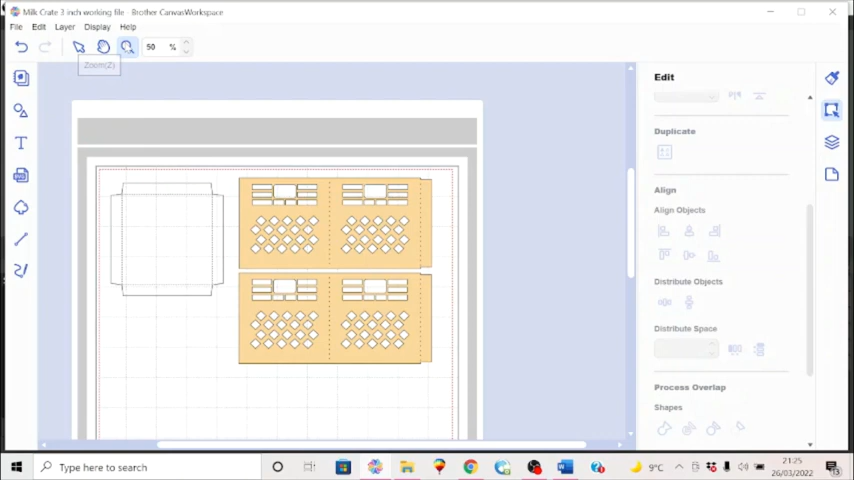 Milk Crate 3 inch working file - Brother CanvasWorkspace
File Edit Layer Display Help
50 %
Zoom(Z)
Edit
Duplicate
Align
Align Objects
Distribute Objects
Distribute Space
Process Overlap
Shapes
Type here to search
9°C
21:25
26/03/2022